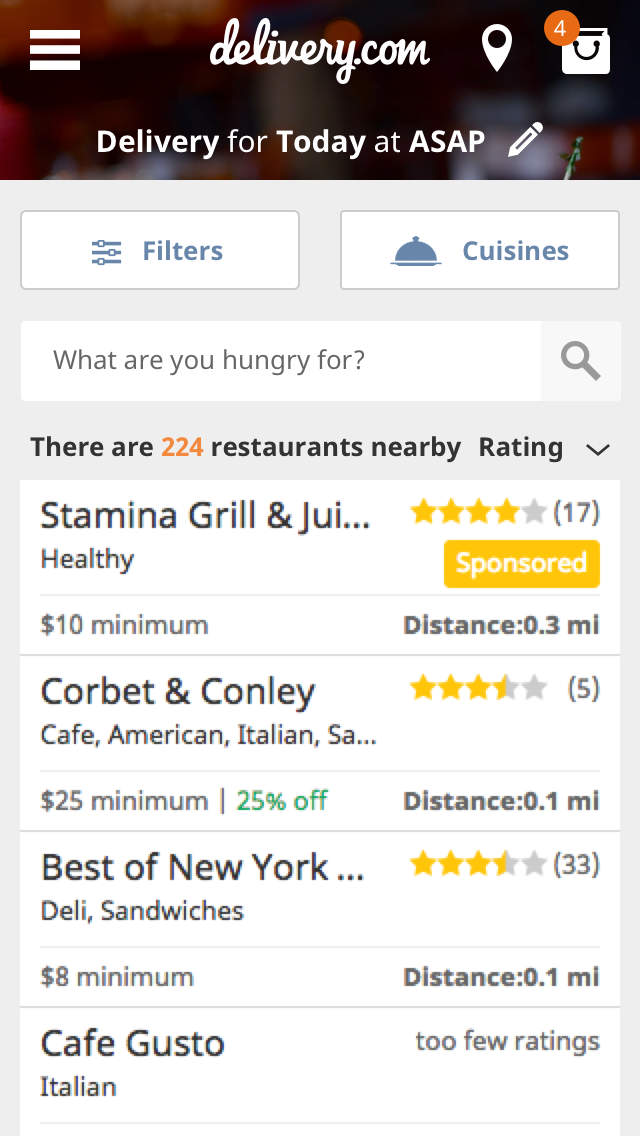 delivery.com
4
Delivery for Today at ASAP
Filters
Cuisines
What are you hungry for?
There are 224 restaurants nearby Rating
Stamina Grill & Jui... (17)
Healthy Sponsored
$10 minimum Distance:0.3 mi
Corbet & Conley (5)
Cafe, American, Italian, Sa...
$25 minimum | 25% off Distance:0.1 mi
Best of New York ... (33)
Deli, Sandwiches
$8 minimum Distance:0.1 mi
Cafe Gusto too few ratings
Italian